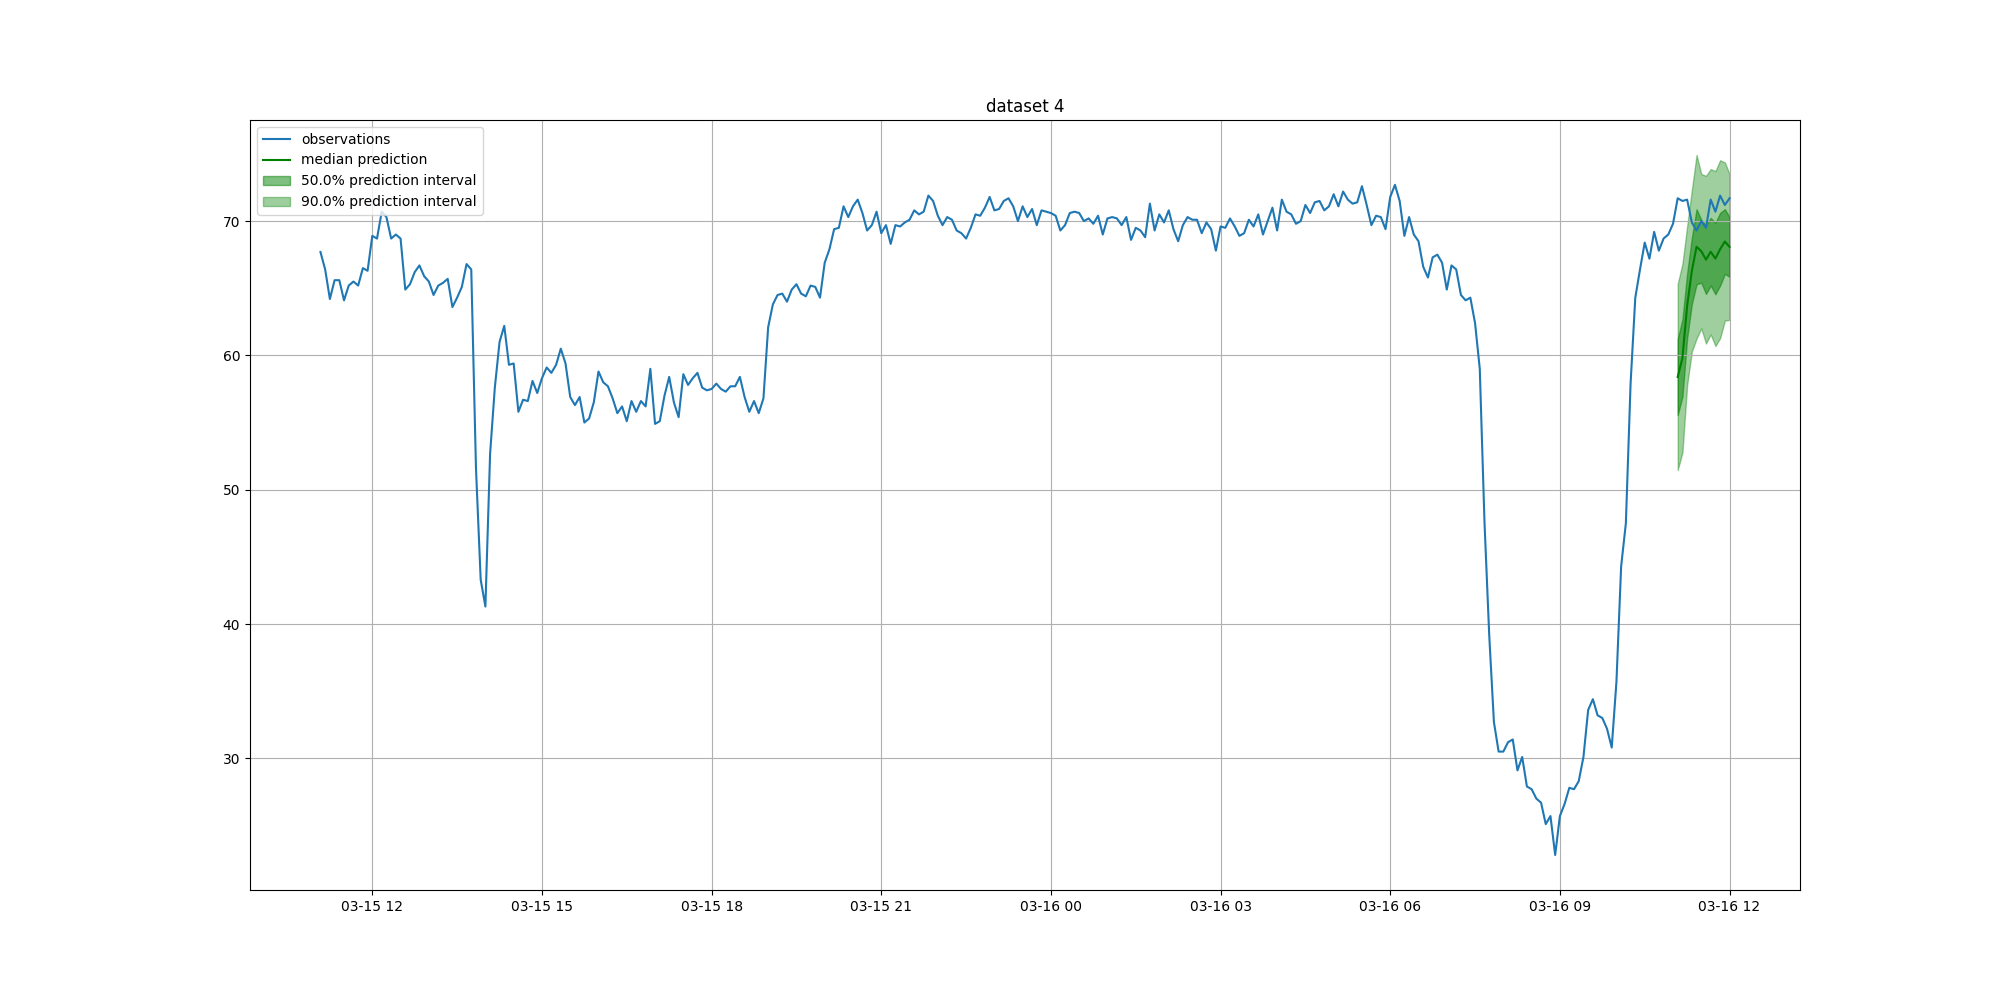 dataset 4
observations
median prediction
50.0% prediction interval
90.0% prediction interval
70
60
50
40
30
03-15 12
03-15 15
03-15 18
03-15 21
03-16 00
03-16 03
03-16 06
03-16 09
03-16 12